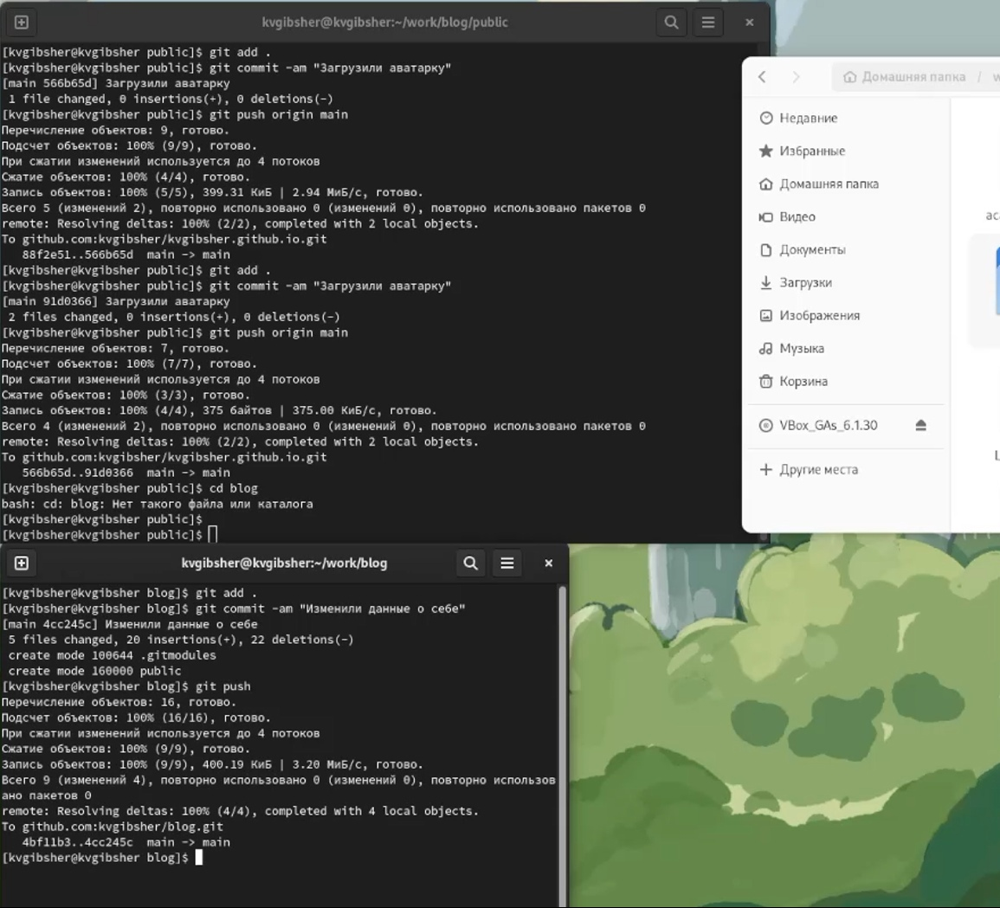 kvgibsher@kvgibsher:~/work/blog/public
[kvgibsher@kvgibsher public]$ git add .
[kvgibsher@kvgibsher public]$ git commit -am "Загрузили аватарку"
[main 566b65d] Загрузили аватарку
1 file changed, 0 insertions(+), 0 deletions(-)
[kvgibsher@kvgibsher public]$ git push origin main
Перечисление объектов: 9, готово.
Подсчет объектов: 100% (9/9), готово.
При сжатии изменений используется до 4 потоков
Сжатие объектов: 100% (4/4), готово.
Запись объектов: 100% (5/5), 399.31 КиБ | 2.94 МиБ/с, готово.
Всего 5 (изменений 2), повторно использовано 0 (изменений 0), повторно использовано пакетов 0
remote: Resolving deltas: 100% (2/2), completed with 2 local objects.
To github.com:kvgibsher/kvgibsher.github.io.git
88f2e51..566b65d main -> main
[kvgibsher@kvgibsher public]$ git add .
[kvgibsher@kvgibsher public]$ git commit -am "Загрузили аватарку"
[main 91d0366] Загрузили аватарку
2 files changed, 0 insertions(+), 0 deletions(-)
[kvgibsher@kvgibsher public]$ git push origin main
Перечисление объектов: 7, готово.
Подсчет объектов: 100% (7/7), готово.
При сжатии изменений используется до 4 потоков
Сжатие объектов: 100% (3/3), готово.
Запись объектов: 100% (4/4), 375 байтов | 375.00 КиБ/с, готово.
Всего 4 (изменений 2), повторно использовано 0 (изменений 0), повторно использовано пакетов 0
remote: Resolving deltas: 100% (2/2), completed with 2 local objects.
To github.com:kvgibsher/kvgibsher.github.io.git
566b65d..91d0366 main -> main
[kvgibsher@kvgibsher public]$ cd blog
bash: cd: blog: Нет такого файла или каталога
[kvgibsher@kvgibsher public]$
[kvgibsher@kvgibsher public]$
Домашняя папка /
Недавние
Избранные
Домашняя папка
Видео
Документы
Загрузки
Изображения
Музыка
Корзина
VBox_GAs_6.1.30
Другие места
kvgibsher@kvgibsher:~/work/blog
[kvgibsher@kvgibsher blog]$ git add .
[kvgibsher@kvgibsher blog]$ git commit -am "Изменили данные о себе"
[main 4cc245c] Изменили данные о себе
5 files changed, 20 insertions(+), 22 deletions(-)
create mode 100644 .gitmodules
create mode 160000 public
[kvgibsher@kvgibsher blog]$ git push
Перечисление объектов: 16, готово.
Подсчет объектов: 100% (16/16), готово.
При сжатии изменений используется до 4 потоков
Сжатие объектов: 100% (9/9), готово.
Запись объектов: 100% (9/9), 400.19 КиБ | 3.20 МиБ/с, готово.
Всего 9 (изменений 4), повторно использовано 0 (изменений 0), повторно использов
ано пакетов 0
remote: Resolving deltas: 100% (4/4), completed with 4 local objects.
To github.com:kvgibsher/blog.git
4bf11b3..4cc245c main -> main
[kvgibsher@kvgibsher blog]$